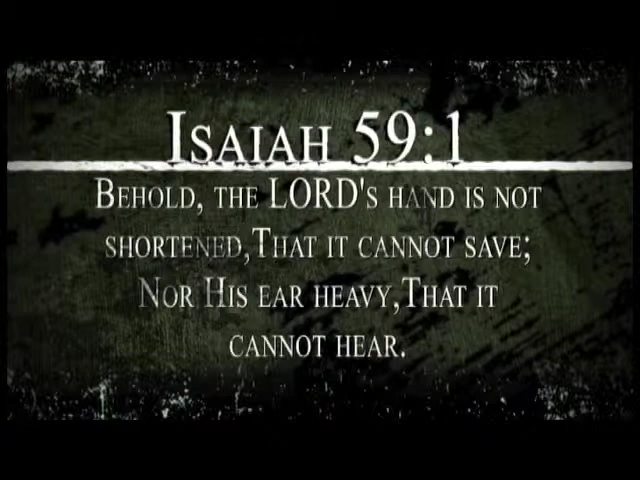 ISAIAH 59:1
BEHOLD, THE LORD'S HAND IS NOT
SHORTENED,THAT IT CANNOT SAVE;
NOR HIS EAR HEAVY,THAT IT
CANNOT HEAR.